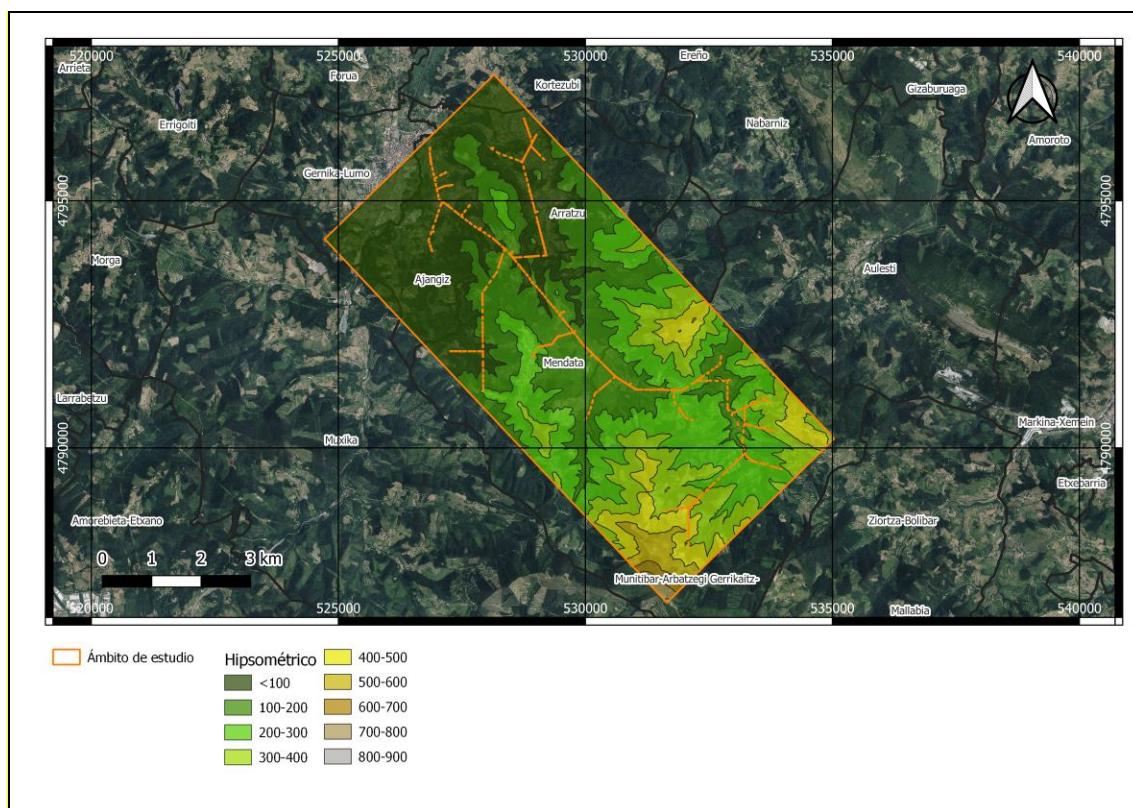 520000
525000
530000
535000
540000
Arrieta
Forua
Kortezubi
Ereño
Gizaburuaga
Errigoiti
Nabarniz
Amoroto
Gernika-Lumo
4795000
4795000
Arratzu
Morga
Ajangiz
Aulesti
Mendata
Larrabetzu
Muxika
Markina-Xemein
4790000
4790000
Etxebarria
Amorebieta-Etxano
Ziortza-Bolibar
0 1 2 3 km
Munitibar-Arbatzegi Gerrikaitz-
Mallabia
520000
525000
530000
535000
540000
Ámbito de estudio
Hipsométrico
<100
100-200
200-300
300-400
400-500
500-600
600-700
700-800
800-900